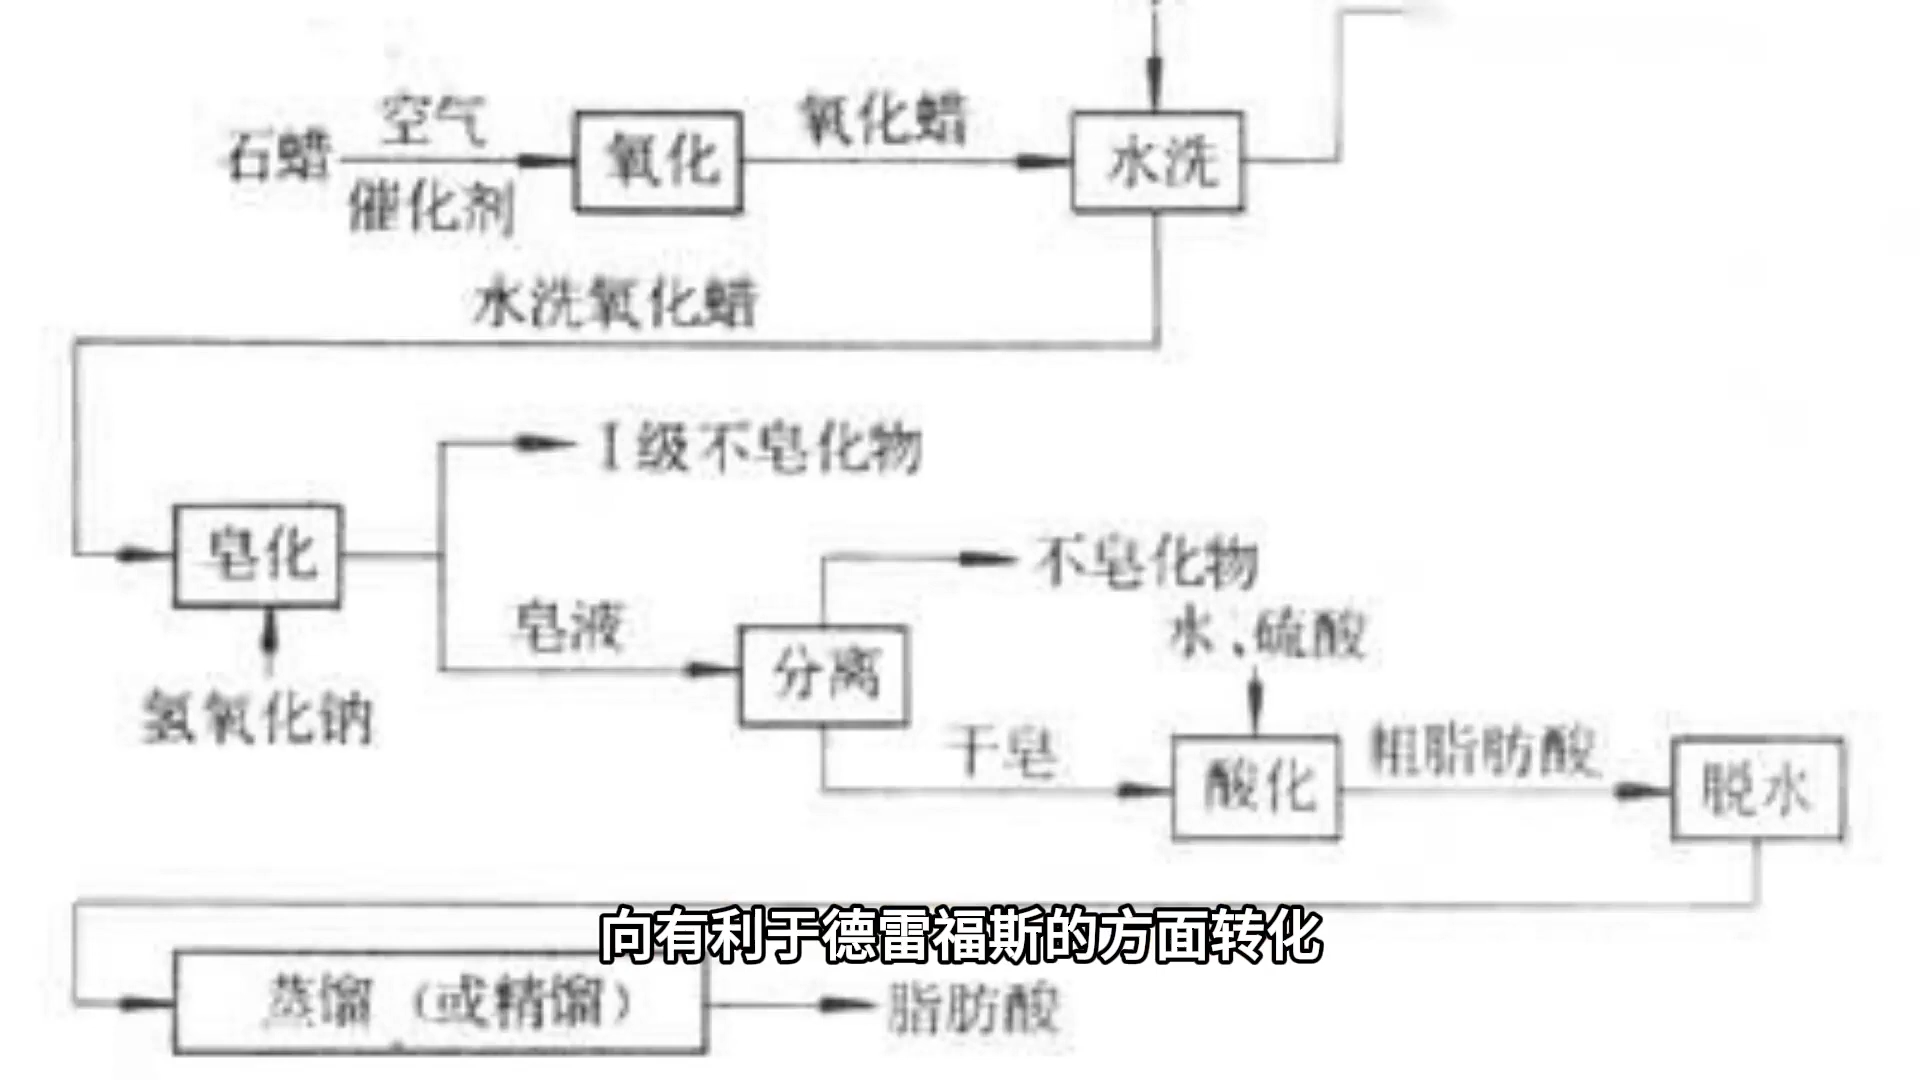 空气
石蜡
催化剂
氧化
氧化蜡
水洗
水洗氧化蜡
I级不皂化物
皂化
氢氧化钠
皂液
不皂化物
分离
水、硫酸
干皂
酸化
粗脂肪酸
脱水
向有利于德雷福斯的方面转化
蒸馏（或精馏）
脂肪酸